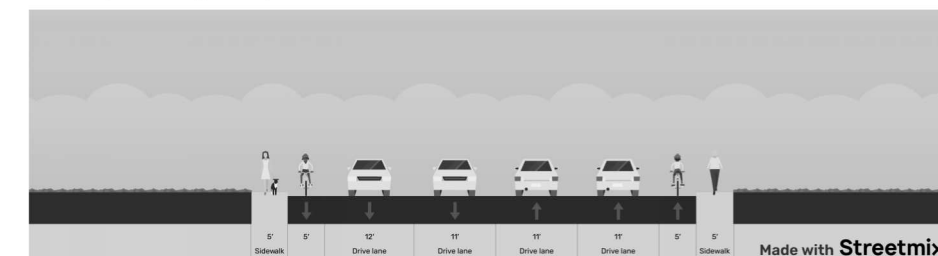 5' 5' 12' 11' 11' 11' 5' 5'
Sidewalk Drive lane Drive lane Drive lane Drive lane Sidewalk
Made with Streetmix